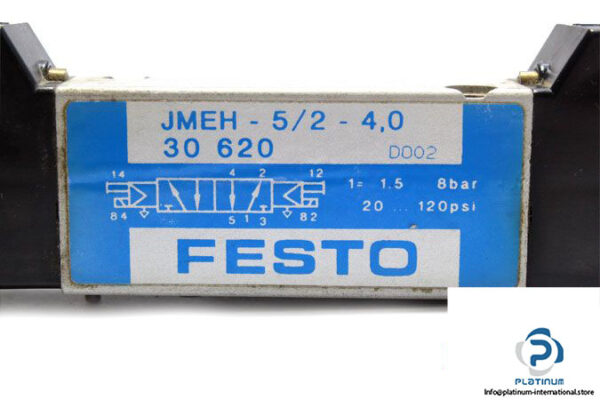 JMEH - 5/2 - 4,0
30 620 D002
14 4 2 12
1= 1.5 8bar
84 5 1 3 82
20 ... 120psi
FESTO
PLATINUM
info@platinum-international.store